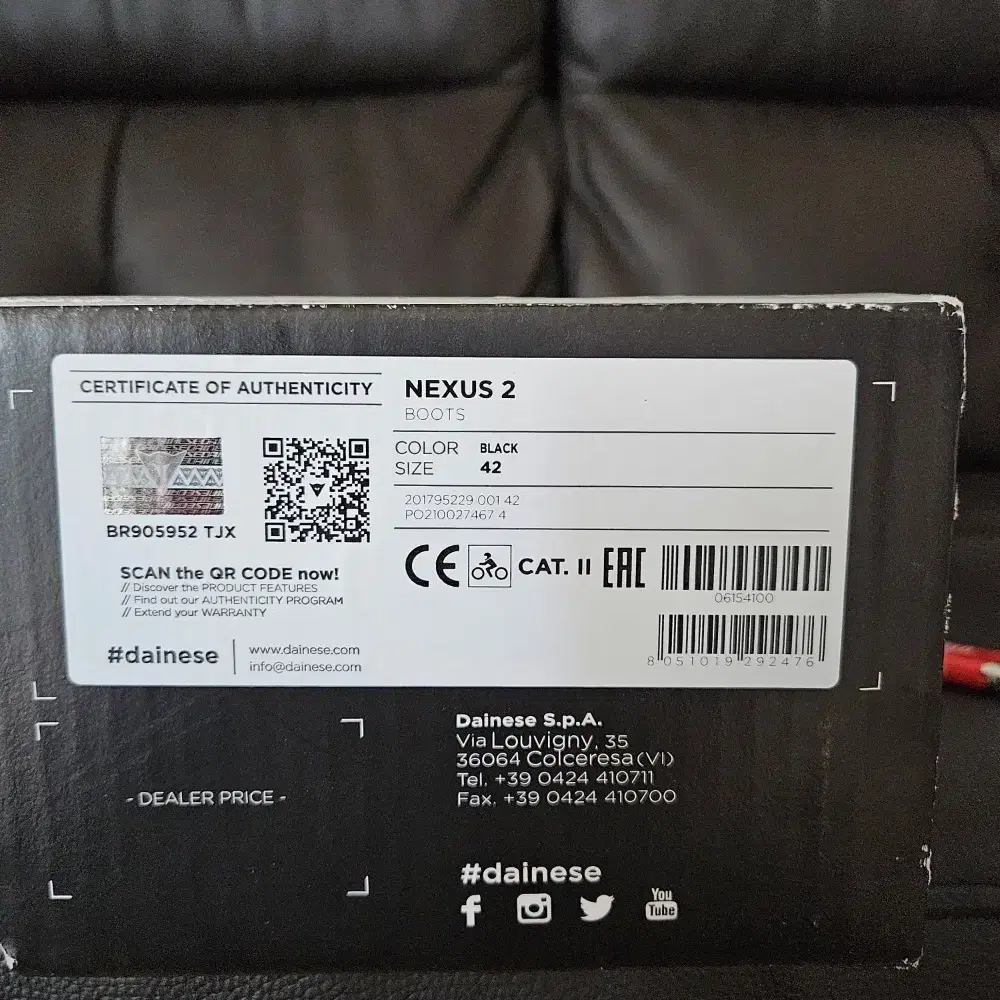 CERTIFICATE OF AUTHENTICITY
BR905952 TJX
SCAN the QR CODE now!
// Discover the PRODUCT FEATURES
// Find out our AUTHENTICITY PROGRAM
// Extend your WARRANTY
#dainese
www.dainese.com
info@dainese.com
NEXUS 2
BOOTS
COLOR BLACK
SIZE 42
201795229 001 42
PO210027467 4
CE CAT. II EAC
06154100
8 051019 292476
- DEALER PRICE -
Dainese S.p.A.
Via Louvigny, 35
36064 Colceresa (VI)
Tel. +39 0424 410711
Fax. +39 0424 410700
#dainese
f
You
Tube